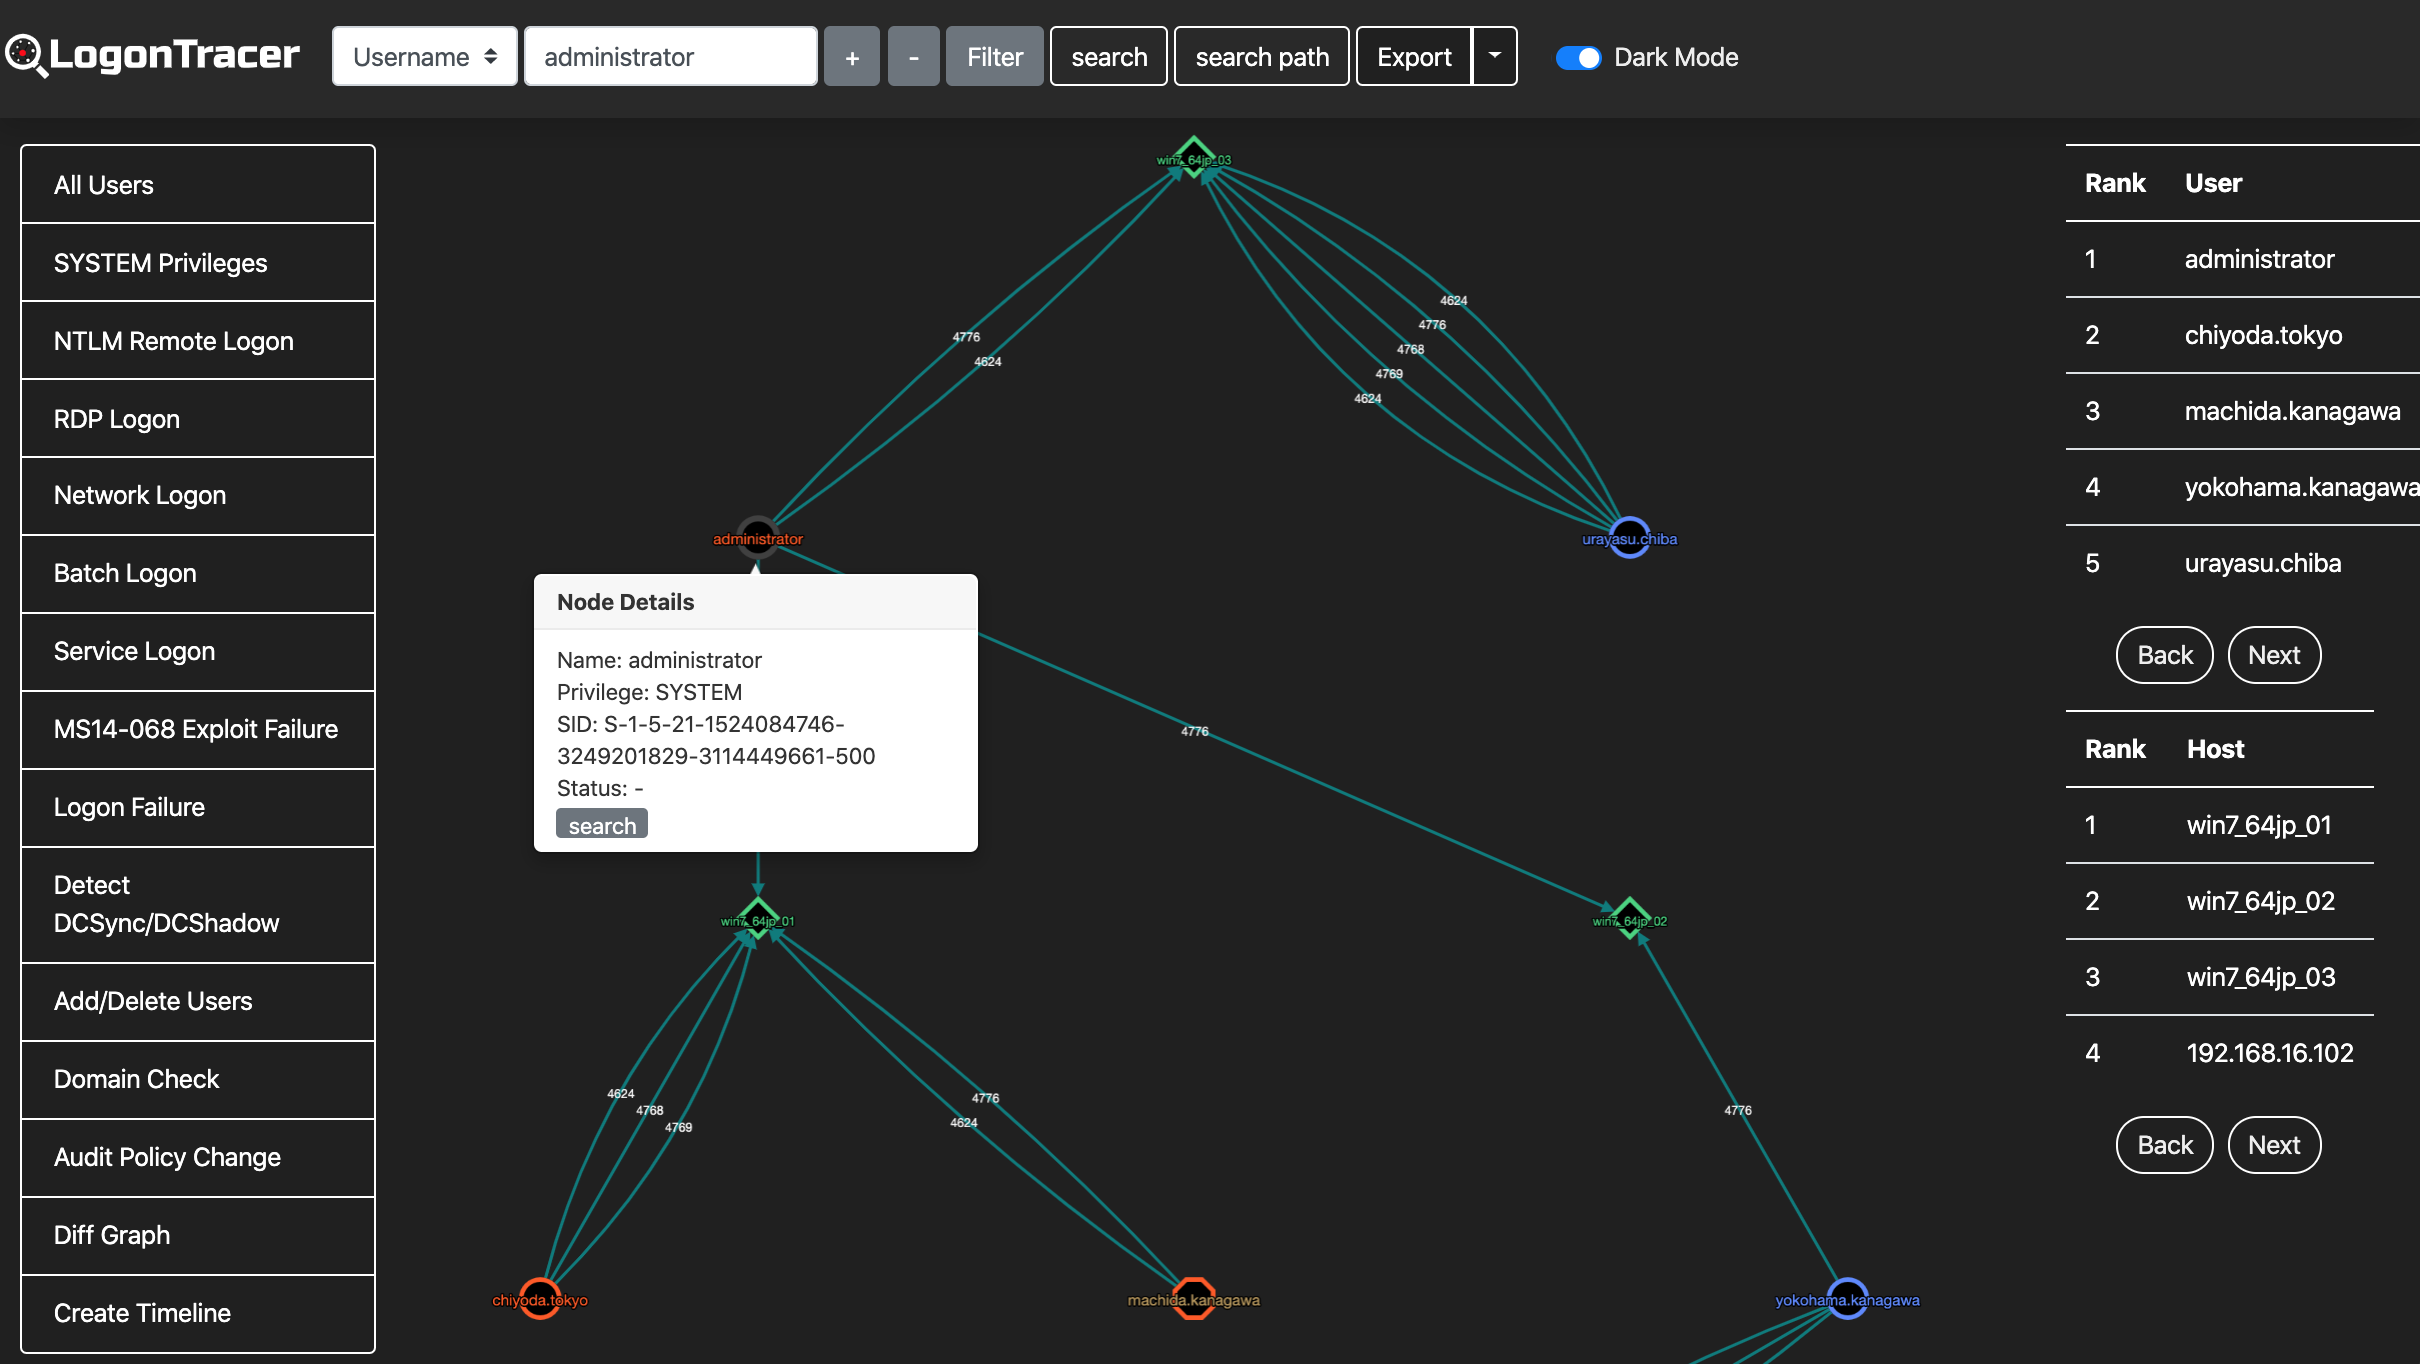 LogonTracer
Username administrator + - Filter search search path Export Dark Mode
All Users
SYSTEM Privileges
NTLM Remote Logon
RDP Logon
Network Logon
Batch Logon
Service Logon
MS14-068 Exploit Failure
Logon Failure
Detect
DCSync/DCShadow
Add/Delete Users
Domain Check
Audit Policy Change
Diff Graph
Create Timeline
win7_64jp_03
4624
4776
4776
4768
4624
4769
4624
administrator
urayasu.chiba
Node Details
Name: administrator
Privilege: SYSTEM
SID: S-1-5-21-1524084746-
3249201829-3114449661-500
Status: -
search
4776
win7_64jp_01
win7_64jp_02
4624
4768
4769
4776
4624
4776
chiyoda.tokyo
machida.kanagawa
yokohama.kanagawa
Rank User
1 administrator
2 chiyoda.tokyo
3 machida.kanagawa
4 yokohama.kanagawa
5 urayasu.chiba
Back Next
Rank Host
1 win7_64jp_01
2 win7_64jp_02
3 win7_64jp_03
4 192.168.16.102
Back Next